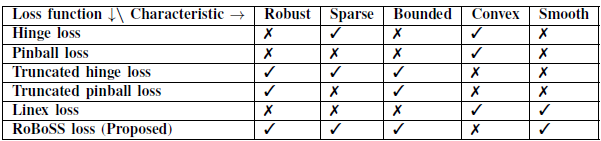 Loss function ↓\ Characteristic → Robust Sparse Bounded Convex Smooth
Hinge loss ✗ ✓ ✗ ✓ ✗
Pinball loss ✗ ✗ ✗ ✓ ✗
Truncated hinge loss ✓ ✓ ✓ ✗ ✗
Truncated pinball loss ✓ ✗ ✓ ✗ ✗
Linex loss ✗ ✗ ✗ ✓ ✓
RoBoSS loss (Proposed) ✓ ✓ ✓ ✗ ✓